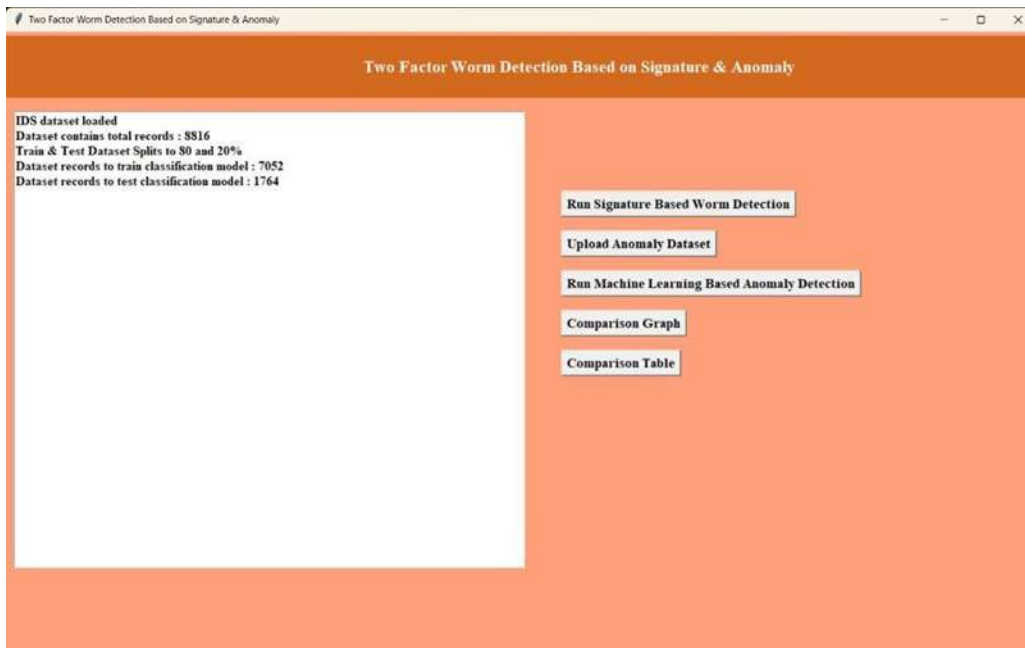 Two Factor Worm Detection Based on Signature & Anomaly
Two Factor Worm Detection Based on Signature & Anomaly
IDS dataset loaded
Dataset contains total records : 8816
Train & Test Dataset Splits to 80 and 20%
Dataset records to train classification model : 7052
Dataset records to test classification model : 1764
Run Signature Based Worm Detection
Upload Anomaly Dataset
Run Machine Learning Based Anomaly Detection
Comparison Graph
Comparison Table